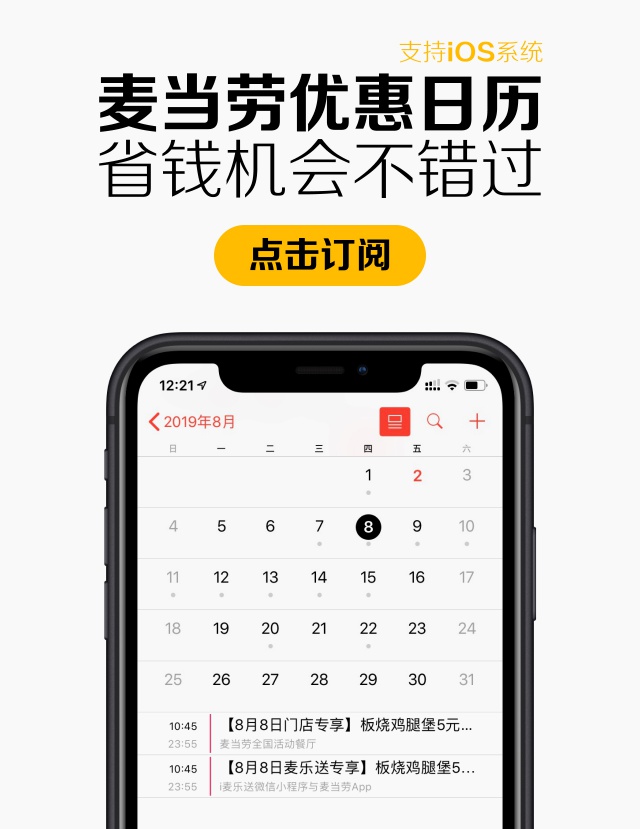 支持iOS系统
麦当劳优惠日历
省钱机会不错过
点击订阅
12:21
2019年8月
日 一 二 三 四 五 六
1 2 3
4 5 6 7 8 9 10
11 12 13 14 15 16 17
18 19 20 21 22 23 24
25 26 27 28 29 30 31
10:45 【8月8日门店专享】板烧鸡腿堡5元...
23:55 麦当劳全国活动餐厅
10:45 【8月8日麦乐送专享】板烧鸡腿堡5...
23:55 i麦乐送微信小程序与麦当劳App